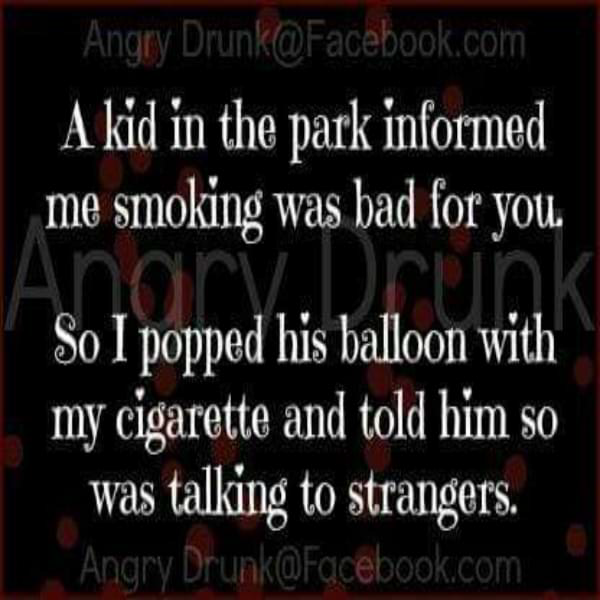 Angry Drunk@Facebook.com
A kid in the park informed
me smoking was bad for you.
Angry Drunk
So I popped his balloon with
my cigarette and told him so
was talking to strangers.
Angry Drunk@Facebook.com